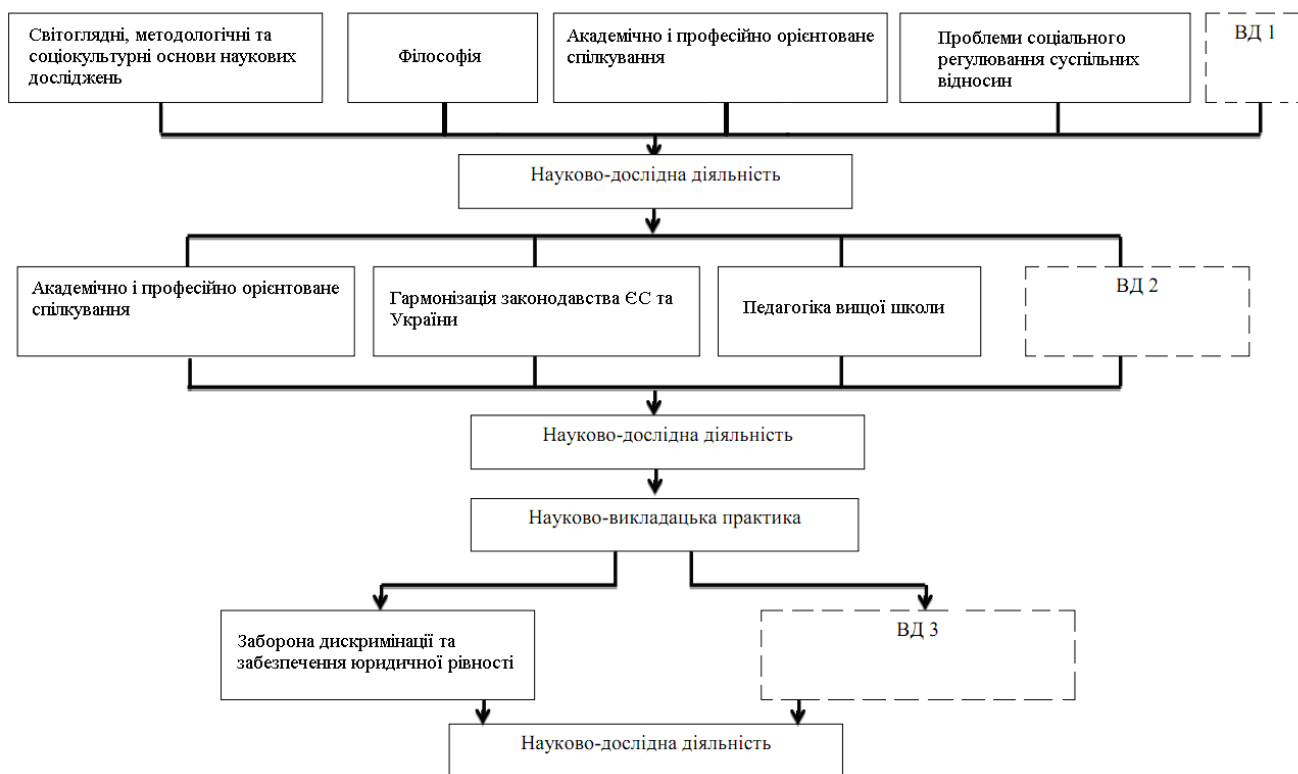 Світоглядні, методологічні та
соціокультурні основи наукових
досліджень
Філософія
Академічно і професійно орієнтоване
спілкування
Проблеми соціального
регулювання суспільних
відносин
ВД 1
Науково-дослідна діяльність
Академічно і професійно орієнтоване
спілкування
Гармонізація законодавства ЄС та
України
Педагогіка вищої школи
ВД 2
Науково-дослідна діяльність
Науково-викладацька практика
Заборона дискримінації та
забезпечення юридичної рівності
ВД 3
Науково-дослідна діяльність